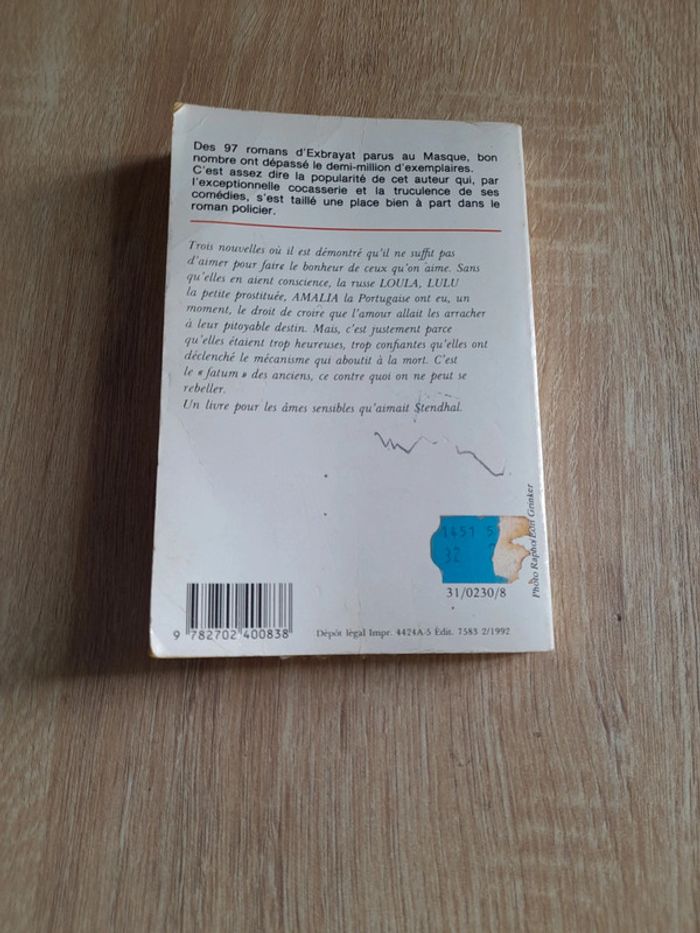 Des 97 romans d'Exbrayat parus au Masque, bon
nombre ont dépassé le demi-million d'exemplaires.
C'est assez dire la popularité de cet auteur qui, par
l'exceptionnelle cocasserie et la truculence de ses
comédies, s'est taillé une place bien à part dans le
roman policier.
Trois nouvelles où il est démontré qu'il ne suffit pas
d'aimer pour faire le bonheur de ceux qu'on aime. Sans
qu'elles en aient conscience, la russe LOULA, LULU
la petite prostituée, AMALIA la Portugaise ont eu, un
moment, le droit de croire que l'amour allait les arracher
à leur pitoyable destin. Mais, c'est justement parce
qu'elles étaient trop heureuses, trop confiantes qu'elles ont
déclenché le mécanisme qui aboutit à la mort. C'est
le « fatum » des anciens, ce contre quoi on ne peut se
rebeller.
Un livre pour les âmes sensibles qu'aimait Stendhal.
1451 5
32
31/0230/8
Photo Rapho/Lori Grinker
9 782702 400838
Dépôt légal Impr. 4424A-5 Édit. 7583 2/1992